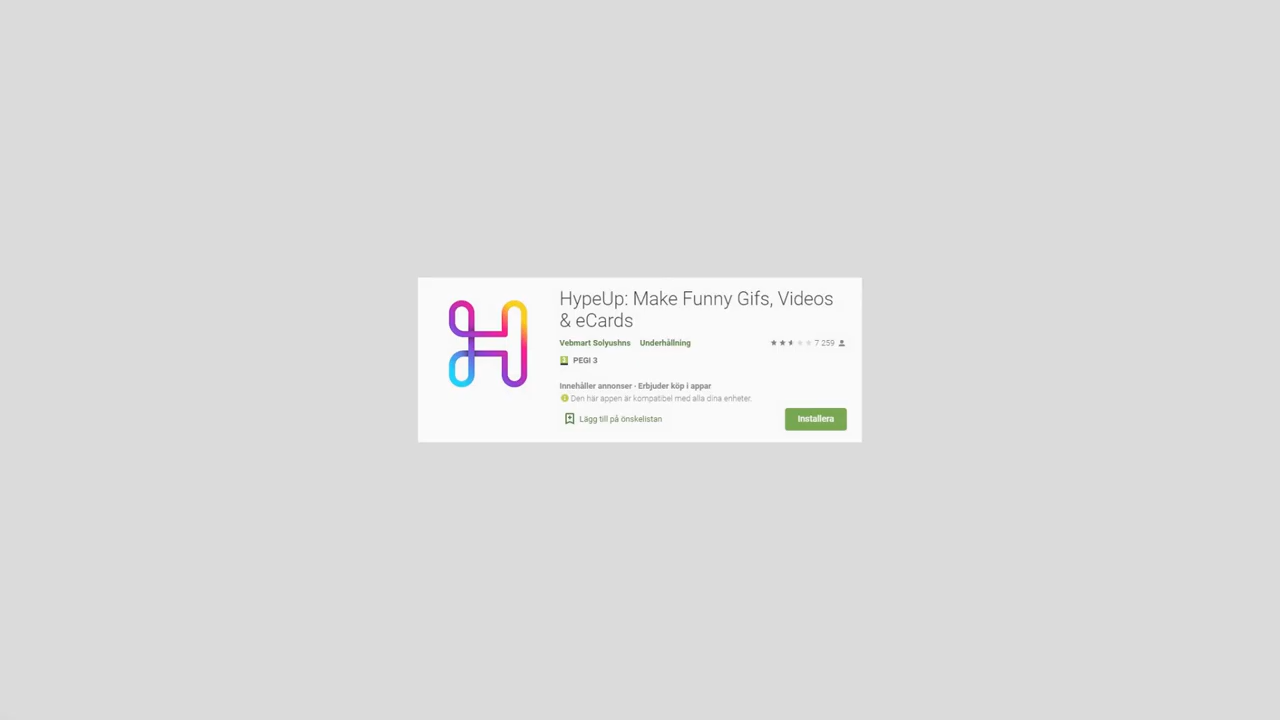 HypeUp: Make Funny Gifs, Videos
& eCards
Vebmart Solyushns Underhållning 7 259
PEGI 3
Innehåller annonser · Erbjuder köp i appar
Den här appen är kompatibel med alla dina enheter.
Lägg till på önskelistan Installera